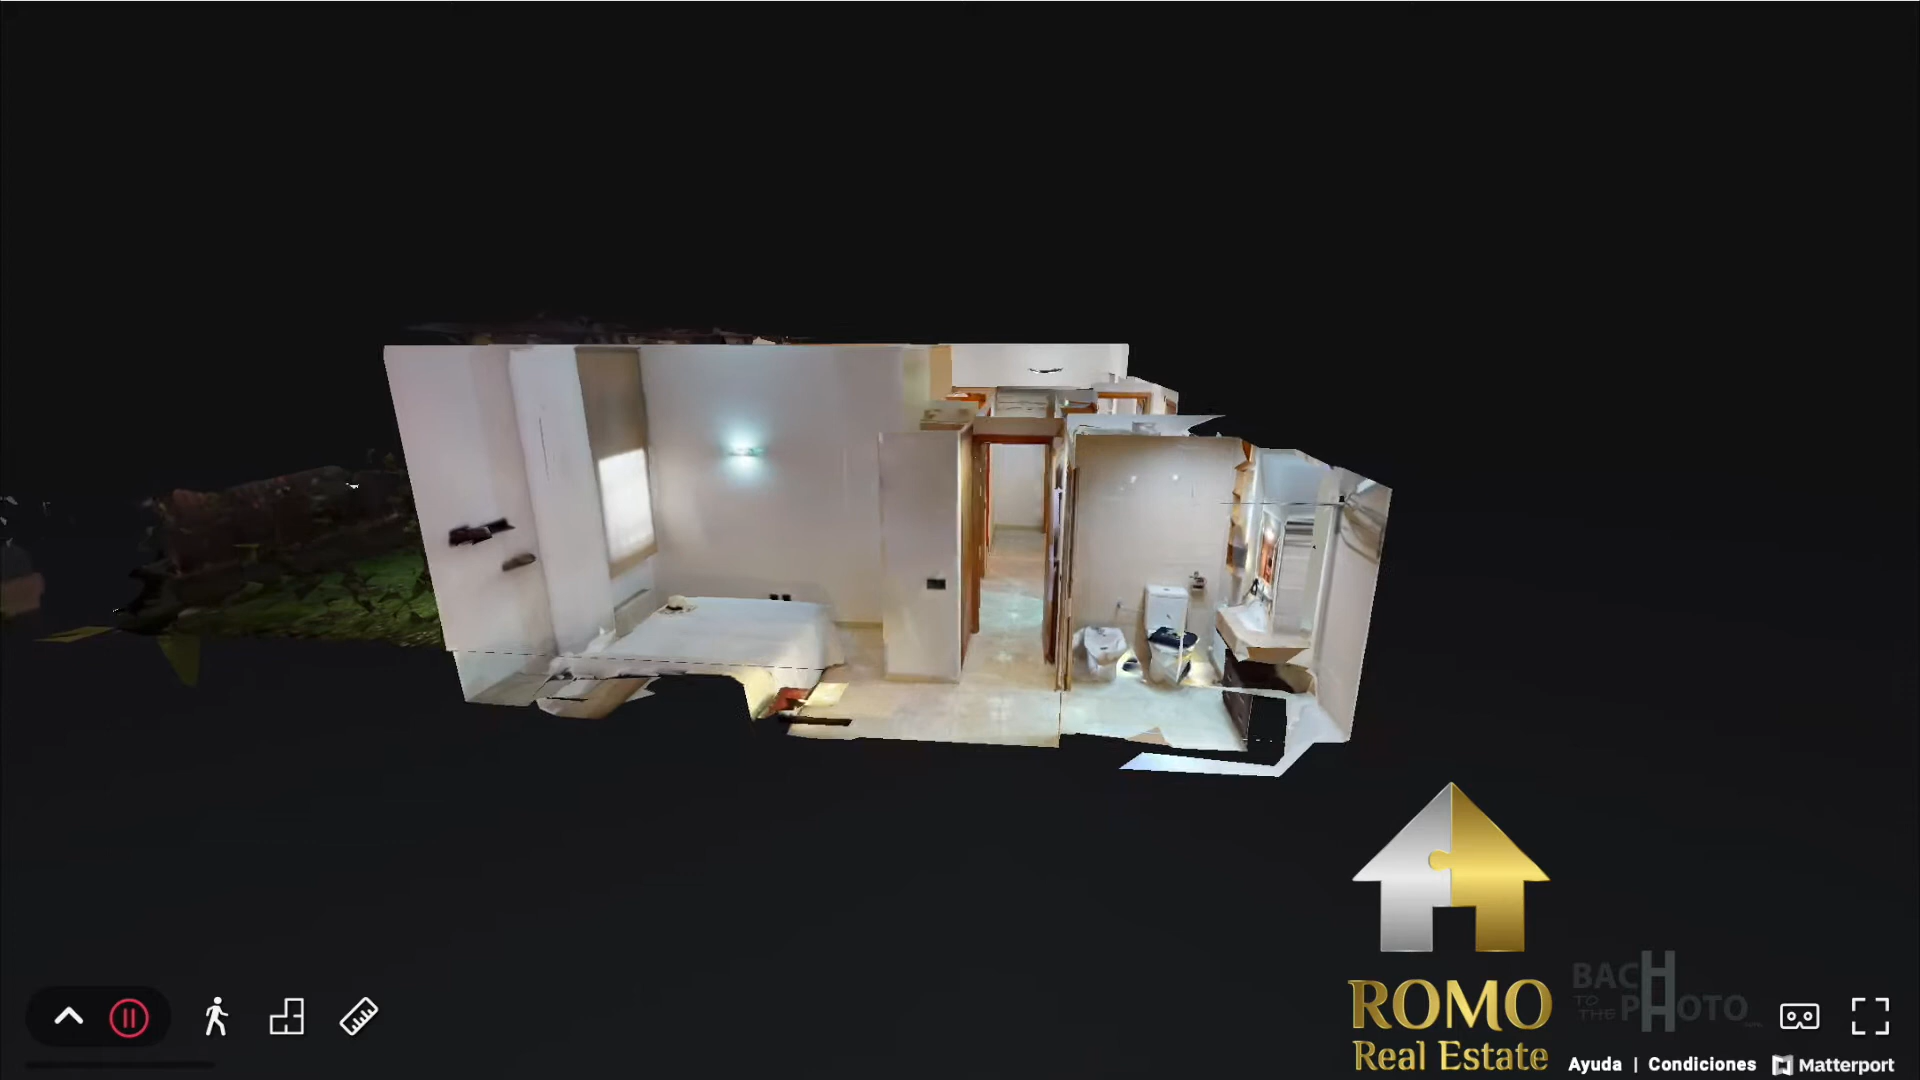 BACH
TO
THE PHOTO
ROMO
Real Estate
Ayuda | Condiciones Matterport